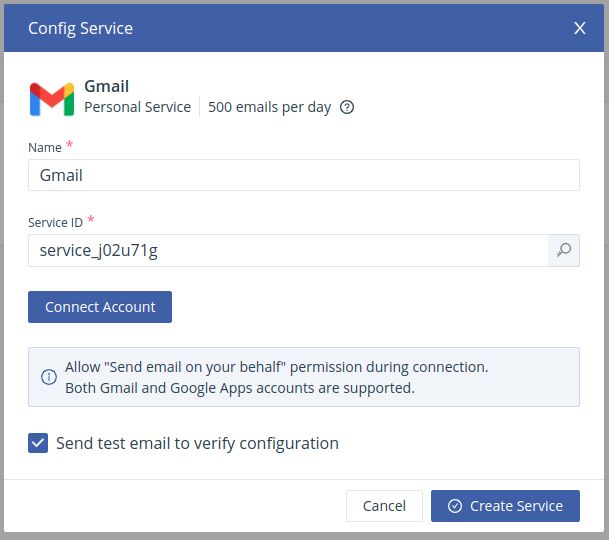 Config Service
X
Gmail
Personal Service
500 emails per day
Name *
Gmail
Service ID *
service_j02u71g
Connect Account
Allow "Send email on your behalf" permission during connection.
Both Gmail and Google Apps accounts are supported.
Send test email to verify configuration
Cancel
Create Service